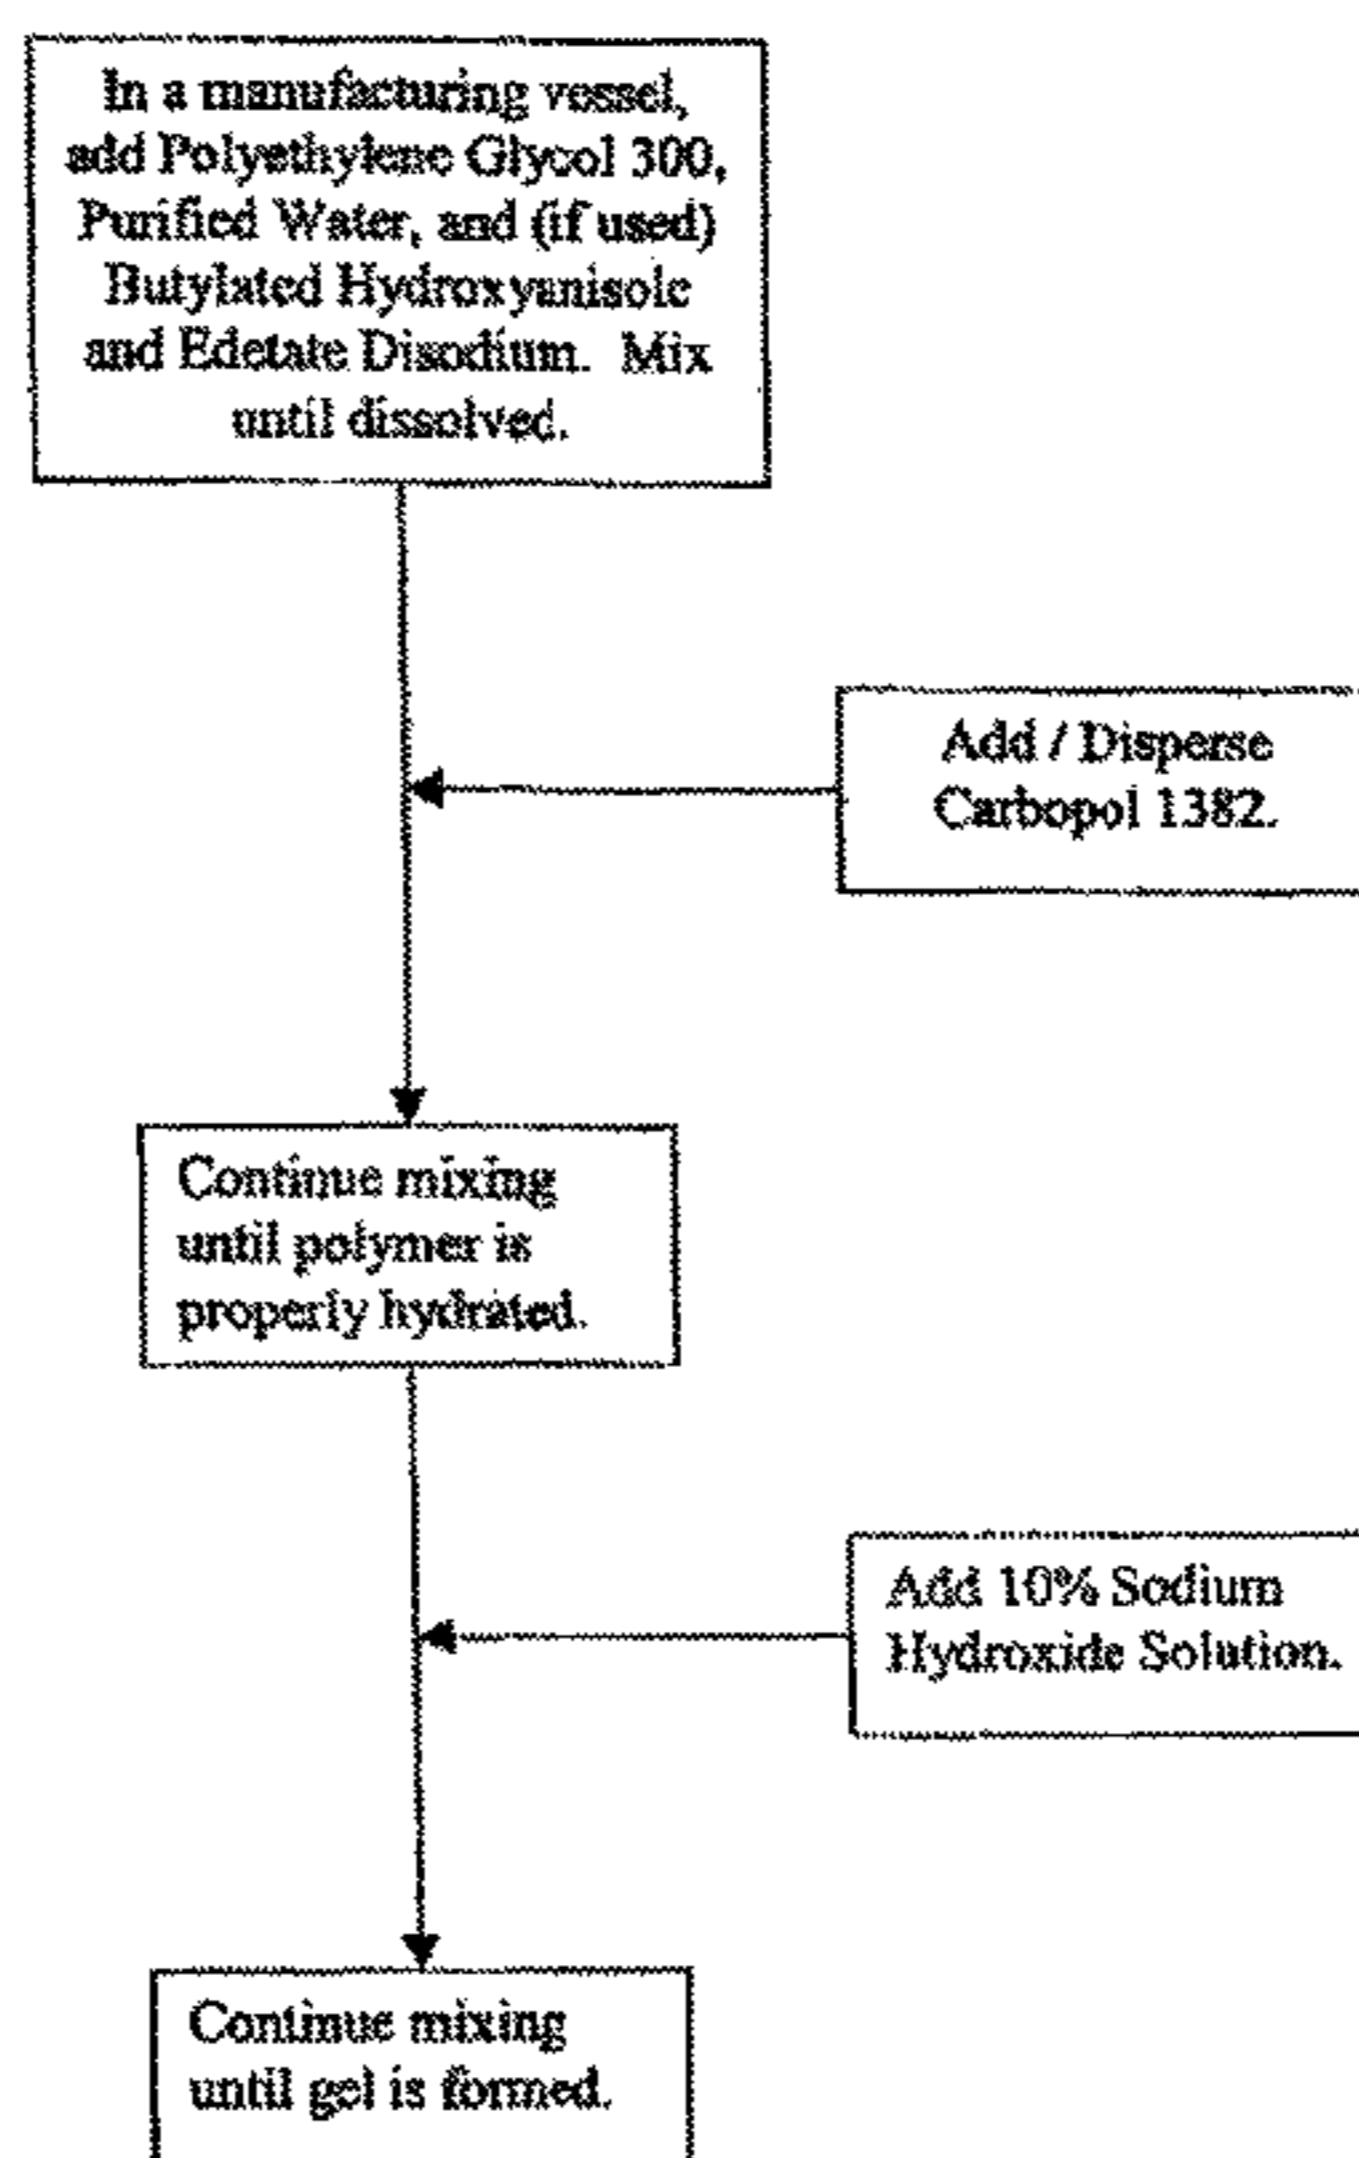 In a manufacturing vessel,
add Polyethylene Glycol 300,
Purified Water, and (if used)
Butylated Hydroxyanisole
and Edetate Disodium. Mix
until dissolved.
Add / Disperse
Carbopol 1382.
Continue mixing
until polymer is
properly hydrated.
Add 10% Sodium
Hydroxide Solution.
Continue mixing
until gel is formed.